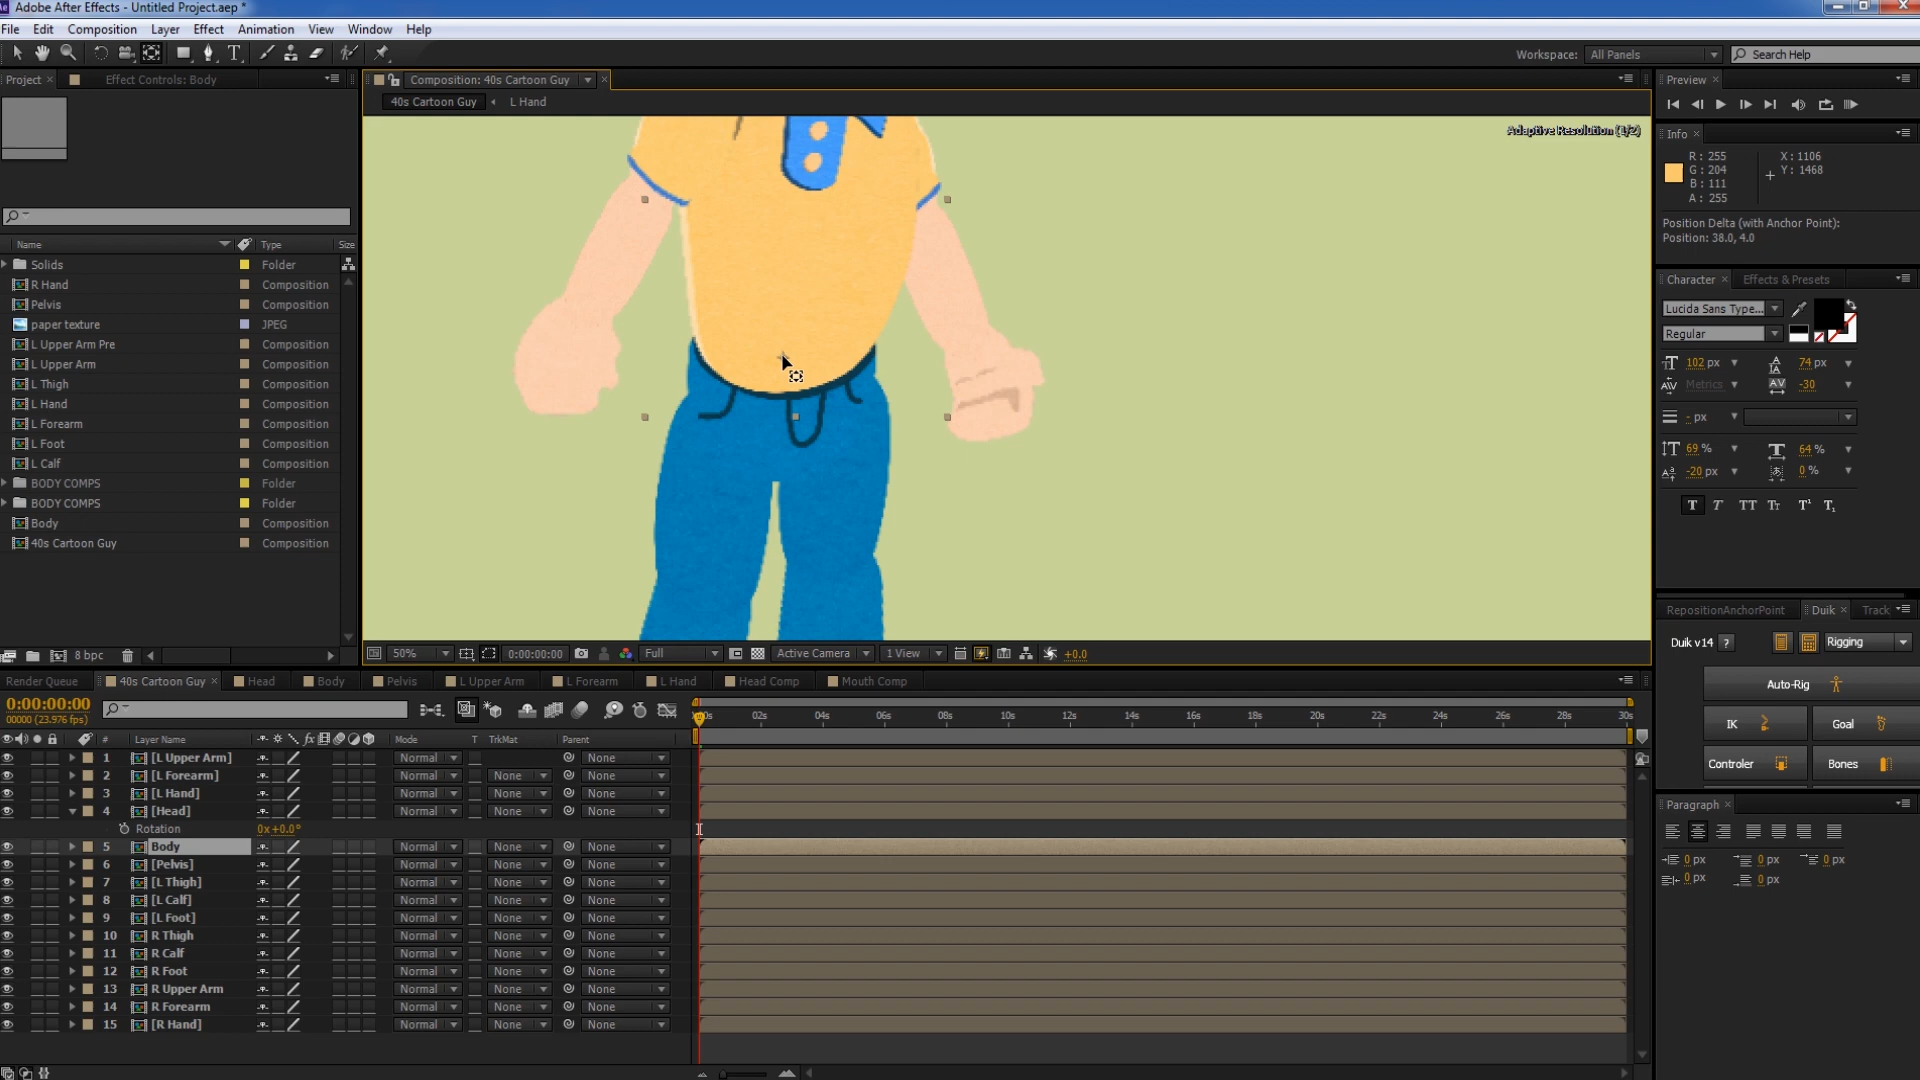 Adobe After Effects - Untitled Project.aep *
File Edit Composition Layer Effect Animation View Window Help
Workspace: All Panels Search Help
Project × Effect Controls: Body
Composition: 40s Cartoon Guy ×
40s Cartoon Guy L Hand
Adaptive Resolution (1/2)
Name Type Size
Solids Folder
R Hand Composition
Pelvis Composition
paper texture JPEG
L Upper Arm Pre Composition
L Upper Arm Composition
L Thigh Composition
L Hand Composition
L Forearm Composition
L Foot Composition
L Calf Composition
BODY COMPS Folder
BODY COMPS Folder
Body Composition
40s Cartoon Guy Composition
8 bpc
50% 0:00:00:00 Full Active Camera 1 View +0.0
Preview ×
Info ×
R : 255 X : 1106
G : 204 Y : 1468
B : 111
A : 255
Position Delta (with Anchor Point):
Position: 38.0, 4.0
Character × Effects & Presets
Lucida Sans Type...
Regular
102 px 74 px
Metrics -30
- px
69 % 64 %
-20 px 0 %
T T TT Tт T¹ T₁
RepositionAnchorPoint Duik × Track
Duik v14 ? Rigging
Auto-Rig
IK Goal
Controler Bones
Paragraph ×
0 px 0 px 0 px
0 px 0 px
Render Queue 40s Cartoon Guy × Head Body Pelvis L Upper Arm L Forearm L Hand Head Comp Mouth Comp
0:00:00:00
00000 (23.976 fps)
02s 04s 06s 08s 10s 12s 14s 16s 18s 20s 22s 24s 26s 28s 30s
# Layer Name fx Mode T TrkMat Parent
1 [L Upper Arm] Normal None
2 [L Forearm] Normal None None
3 [L Hand] Normal None None
4 [Head] Normal None None
Rotation 0x+0.0°
5 Body Normal None None
6 [Pelvis] Normal None None
7 [L Thigh] Normal None None
8 [L Calf] Normal None None
9 [L Foot] Normal None None
10 R Thigh Normal None None
11 R Calf Normal None None
12 R Foot Normal None None
13 R Upper Arm Normal None None
14 R Forearm Normal None None
15 [R Hand] Normal None None